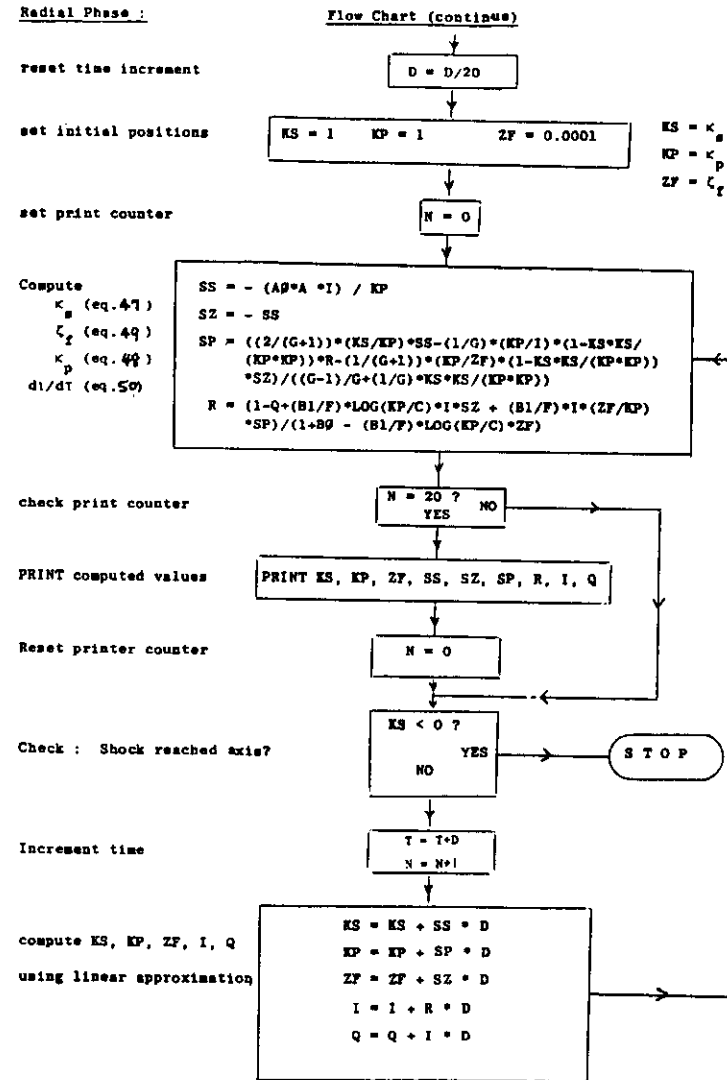 Radial Phase :
Flow Chart (continue)
reset time increment
D = D/20
set initial positions
KS = 1 KP = 1 ZF = 0.0001
KS = κs
KP = κp
ZF = ζf
set print counter
N = 0
Compute
κs (eq.47)
ζf (eq.49)
κp (eq.48)
dι/dτ (eq.50)
SS = - (AØ*A *I) / KP
SZ = - SS
SP = ((2/(G+1))*(KS/KP)*SS-(1/G)*(KP/I)*(1-KS*KS/
(KP*KP))*R-(1/(G+1))*(KP/ZF)*(1-KS*KS/(KP*KP))
*SZ)/((G-1)/G+(1/G)*KS*KS/(KP*KP))
R = (1-Q+(B1/F)*LOG(KP/C)*I*SZ + (B1/F)*I*(ZF/KP)
*SP)/(1+BØ - (B1/F)*LOG(KP/C)*ZF)
check print counter
N = 20 ? NO
YES
PRINT computed values
PRINT KS, KP, ZF, SS, SZ, SP, R, I, Q
Reset printer counter
N = 0
KS < 0 ?
Check : Shock reached axis?
YES
NO
S T O P
Increment time
T = T+D
N = N+1
compute KS, KP, ZF, I, Q
using linear approximation
KS = KS + SS * D
KP = KP + SP * D
ZF = ZF + SZ * D
I = I + R * D
Q = Q + I * D